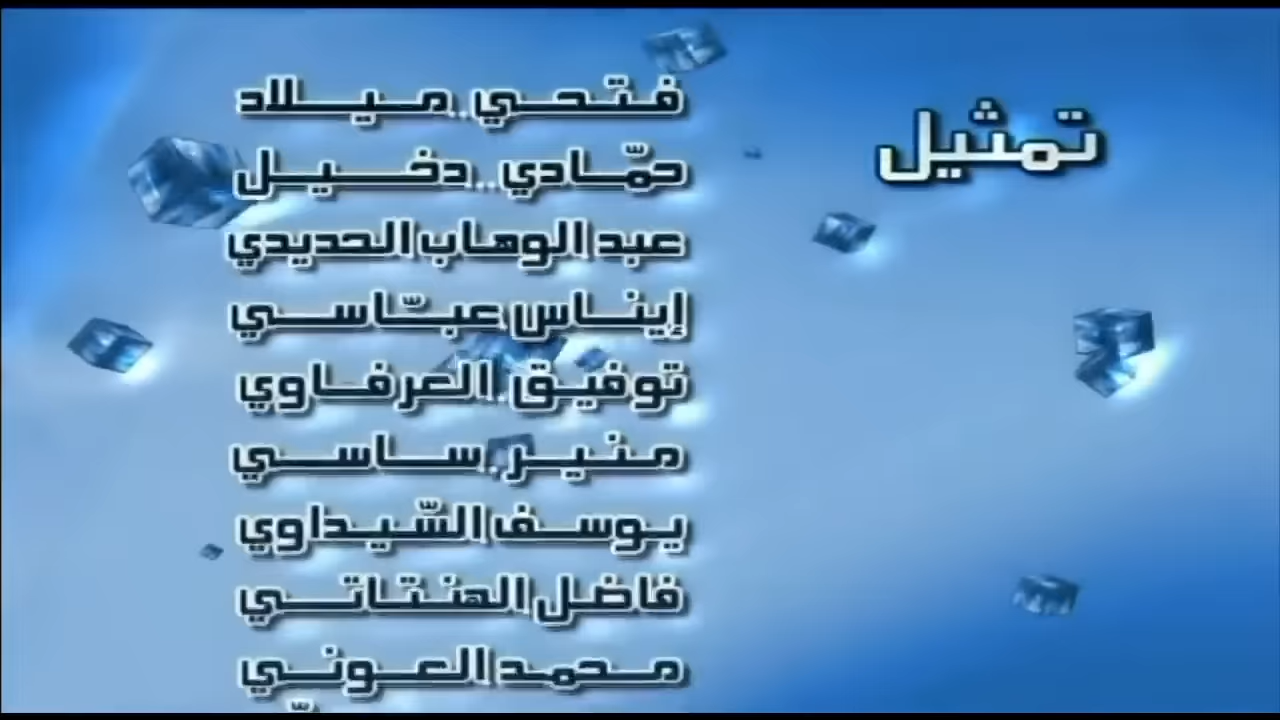 تمثيل
فتحي ميلاد
حمّادي دخيل
عبد الوهاب الحديدي
إيناس عبّاسي
توفيق العرفاوي
منير ساسي
يوسف السّيداوي
فاضل الهنتاتي
محمد العوني